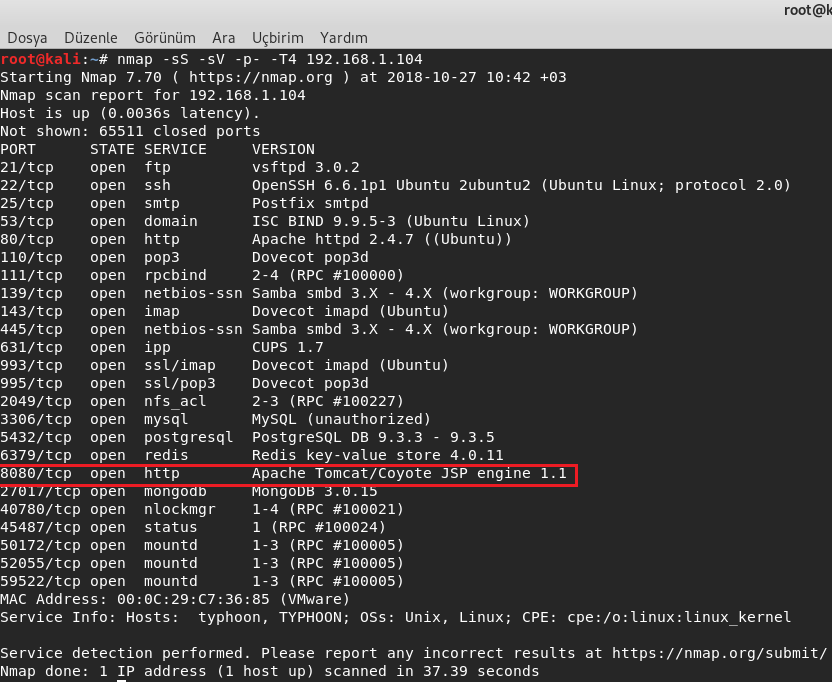 root@k
Dosya Düzenle Görünüm Ara Uçbirim Yardım
root@kali:~# nmap -sS -sV -p- -T4 192.168.1.104
Starting Nmap 7.70 ( https://nmap.org ) at 2018-10-27 10:42 +03
Nmap scan report for 192.168.1.104
Host is up (0.0036s latency).
Not shown: 65511 closed ports
PORT      STATE SERVICE     VERSION
21/tcp    open  ftp         vsftpd 3.0.2
22/tcp    open  ssh         OpenSSH 6.6.1p1 Ubuntu 2ubuntu2 (Ubuntu Linux; protocol 2.0)
25/tcp    open  smtp        Postfix smtpd
53/tcp    open  domain      ISC BIND 9.9.5-3 (Ubuntu Linux)
80/tcp    open  http        Apache httpd 2.4.7 ((Ubuntu))
110/tcp   open  pop3        Dovecot pop3d
111/tcp   open  rpcbind     2-4 (RPC #100000)
139/tcp   open  netbios-ssn Samba smbd 3.X - 4.X (workgroup: WORKGROUP)
143/tcp   open  imap        Dovecot imapd (Ubuntu)
445/tcp   open  netbios-ssn Samba smbd 3.X - 4.X (workgroup: WORKGROUP)
631/tcp   open  ipp         CUPS 1.7
993/tcp   open  ssl/imap    Dovecot imapd (Ubuntu)
995/tcp   open  ssl/pop3    Dovecot pop3d
2049/tcp  open  nfs_acl     2-3 (RPC #100227)
3306/tcp  open  mysql       MySQL (unauthorized)
5432/tcp  open  postgresql  PostgreSQL DB 9.3.3 - 9.3.5
6379/tcp  open  redis       Redis key-value store 4.0.11
8080/tcp  open  http        Apache Tomcat/Coyote JSP engine 1.1
27017/tcp open  mongodb     MongoDB 3.0.15
40780/tcp open  nlockmgr    1-4 (RPC #100021)
45487/tcp open  status      1 (RPC #100024)
50172/tcp open  mountd      1-3 (RPC #100005)
52055/tcp open  mountd      1-3 (RPC #100005)
59522/tcp open  mountd      1-3 (RPC #100005)
MAC Address: 00:0C:29:C7:36:85 (VMware)
Service Info: Hosts:  typhoon, TYPHOON; OSs: Unix, Linux; CPE: cpe:/o:linux:linux_kernel
Service detection performed. Please report any incorrect results at https://nmap.org/submit/
Nmap done: 1 IP address (1 host up) scanned in 37.39 seconds